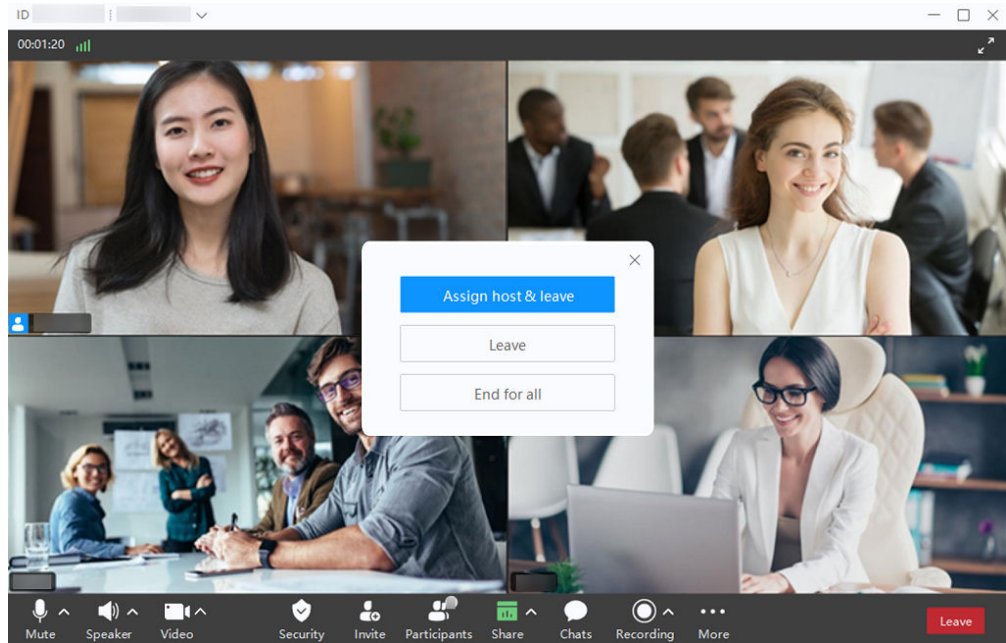 ID
00:01:20
Assign host & leave
Leave
End for all
Mute Speaker Video Security Invite Participants Share Chats Recording More Leave